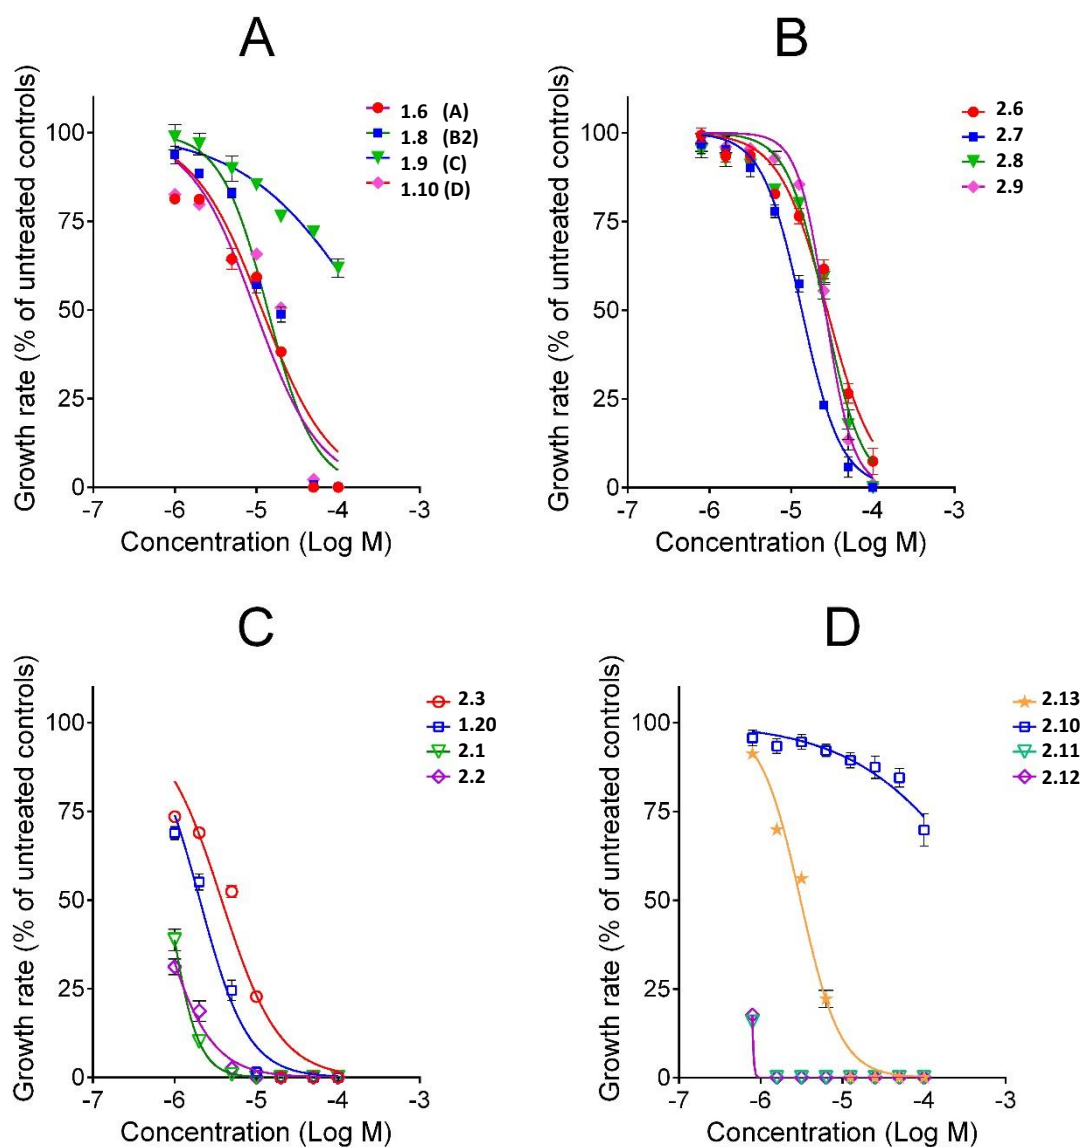 A
Growth rate (% of untreated controls)
100
75
50
25
0
-7 -6 -5 -4 -3
Concentration (Log M)
1.6 (A)
1.8 (B2)
1.9 (C)
1.10 (D)
B
Growth rate (% of untreated controls)
100
75
50
25
0
-7 -6 -5 -4 -3
Concentration (Log M)
2.6
2.7
2.8
2.9
C
Growth rate (% of untreated controls)
100
75
50
25
0
-7 -6 -5 -4 -3
Concentration (Log M)
2.3
1.20
2.1
2.2
D
Growth rate (% of untreated controls)
100
75
50
25
0
-7 -6 -5 -4 -3
Concentration (Log M)
2.13
2.10
2.11
2.12